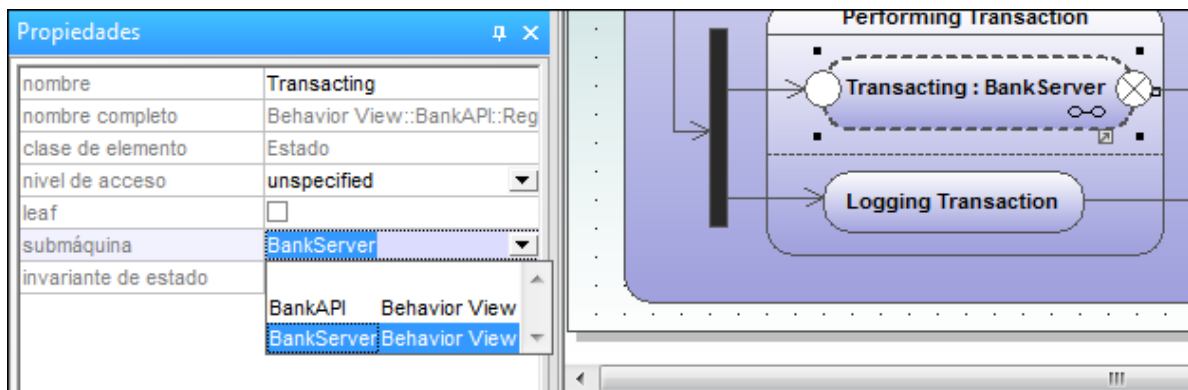 Propiedades
nombre Transacting
nombre completo Behavior View::BankAPI::Reg
clase de elemento Estado
nivel de acceso unspecified
leaf
submáquina BankServer
invariante de estado
BankAPI Behavior View
BankServer Behavior View
Performing Transaction
Transacting : BankServer
Logging Transaction